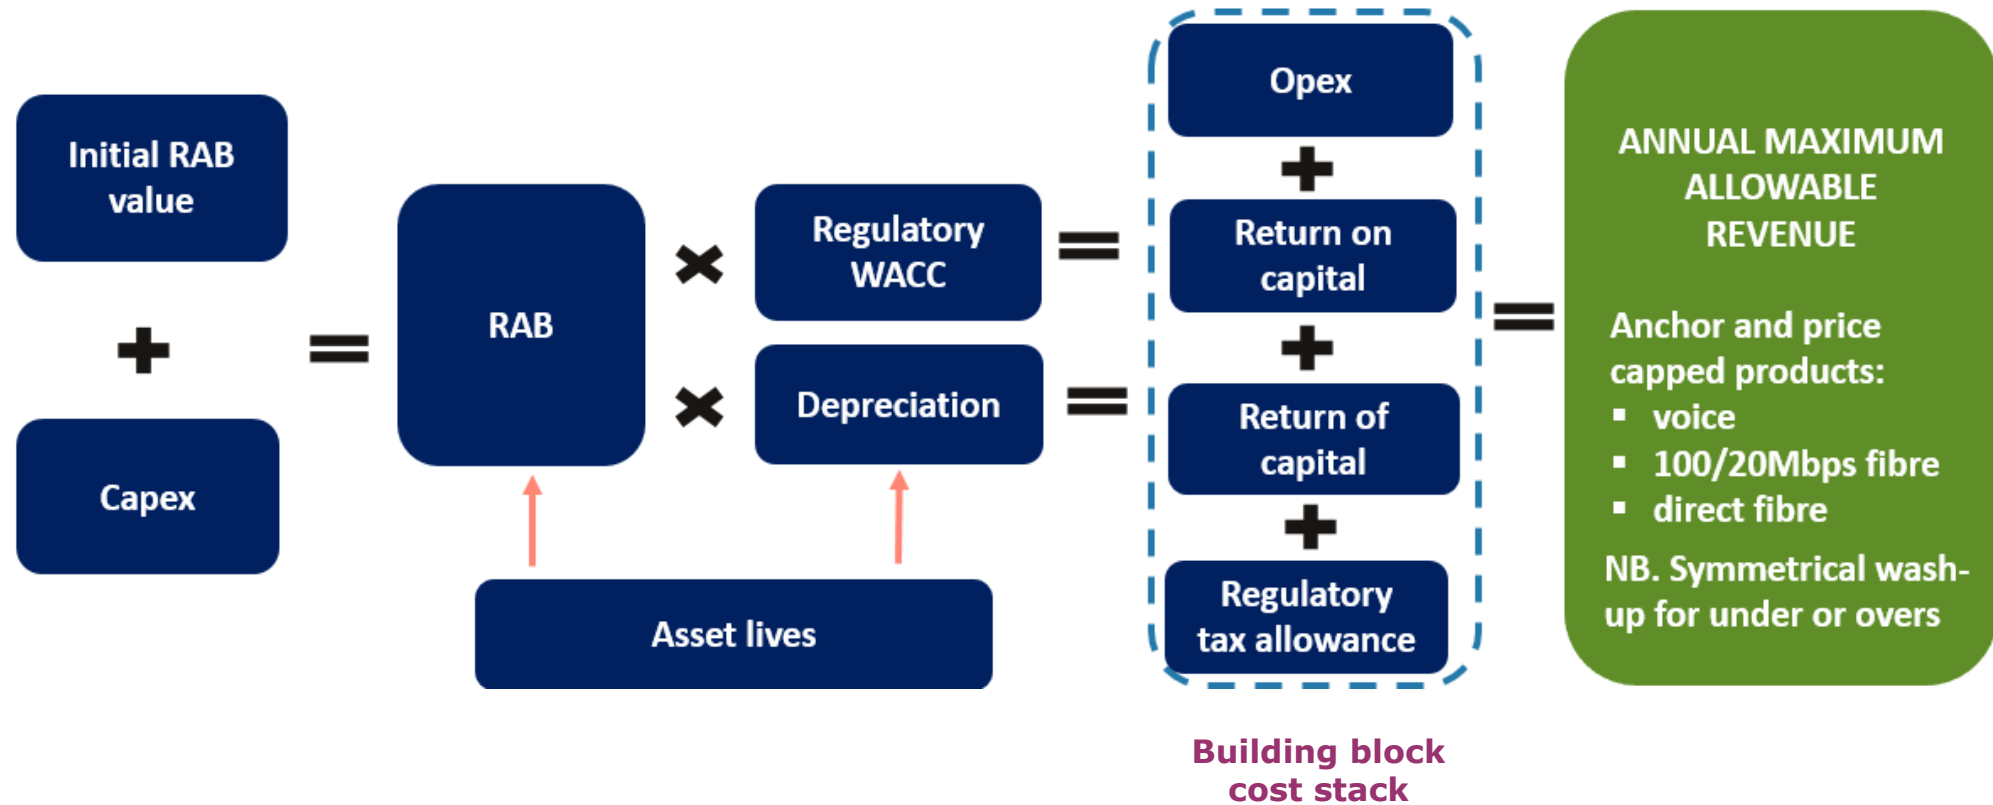 Initial RAB
value
Capex
RAB
Regulatory
WACC
Depreciation
Asset lives
Opex
Return on
capital
Return of
capital
Regulatory
tax allowance
Building block
cost stack
ANNUAL MAXIMUM
ALLOWABLE
REVENUE
Anchor and price
capped products:
▪ voice
▪ 100/20Mbps fibre
▪ direct fibre
NB. Symmetrical wash-
up for under or overs